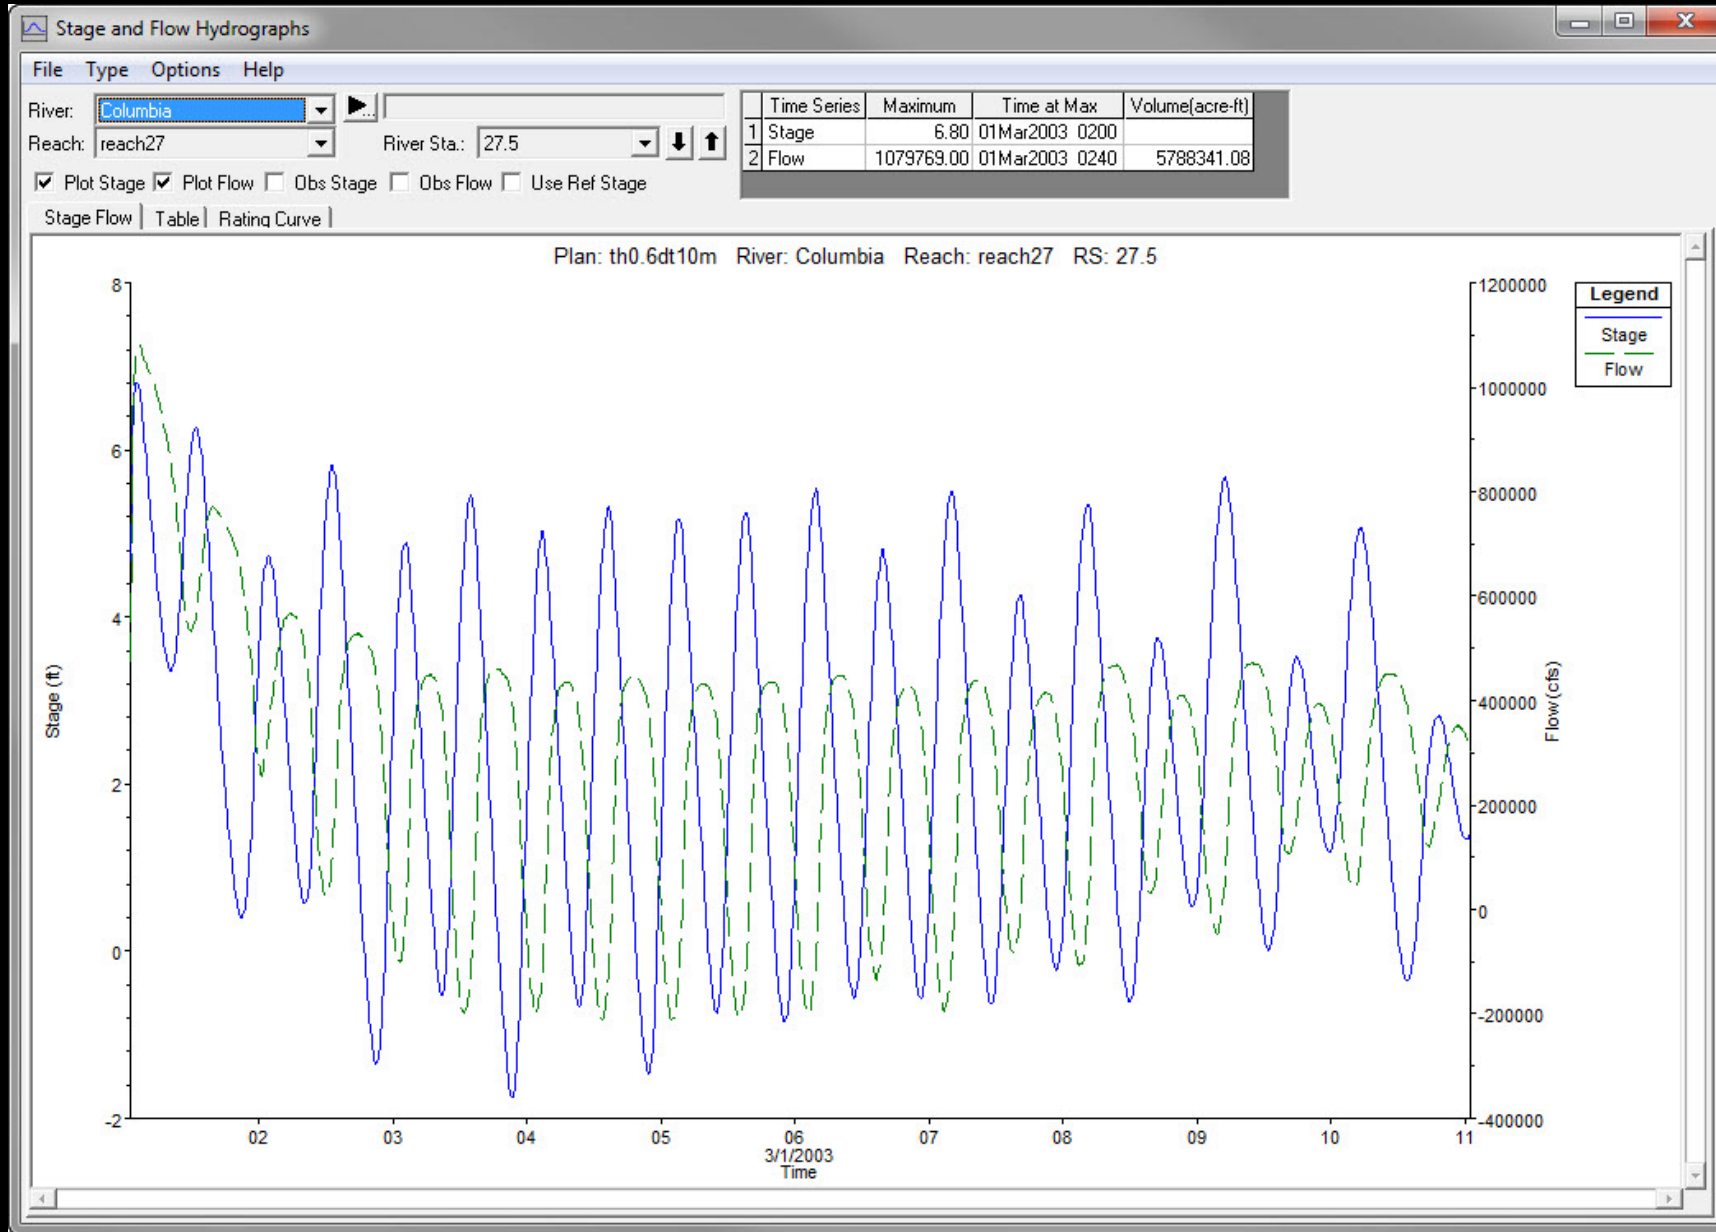 Stage and Flow Hydrographs
File Type Options Help
River: Columbia
Reach: reach27 River Sta.: 27.5
Plot Stage Plot Flow Obs Stage Obs Flow Use Ref Stage
Time Series Maximum Time at Max Volume(acre-ft)
1 Stage 6.80 01Mar2003 0200
2 Flow 1079769.00 01Mar2003 0240 5788341.08
Stage Flow Table Rating Curve
Plan: th0.6dt10m River: Columbia Reach: reach27 RS: 27.5
8
6
4
2
0
-2
Stage (ft)
1200000
1000000
800000
600000
400000
200000
0
-200000
-400000
Flow(cfs)
Legend
Stage
Flow
02 03 04 05 06 07 08 09 10 11
3/1/2003
Time